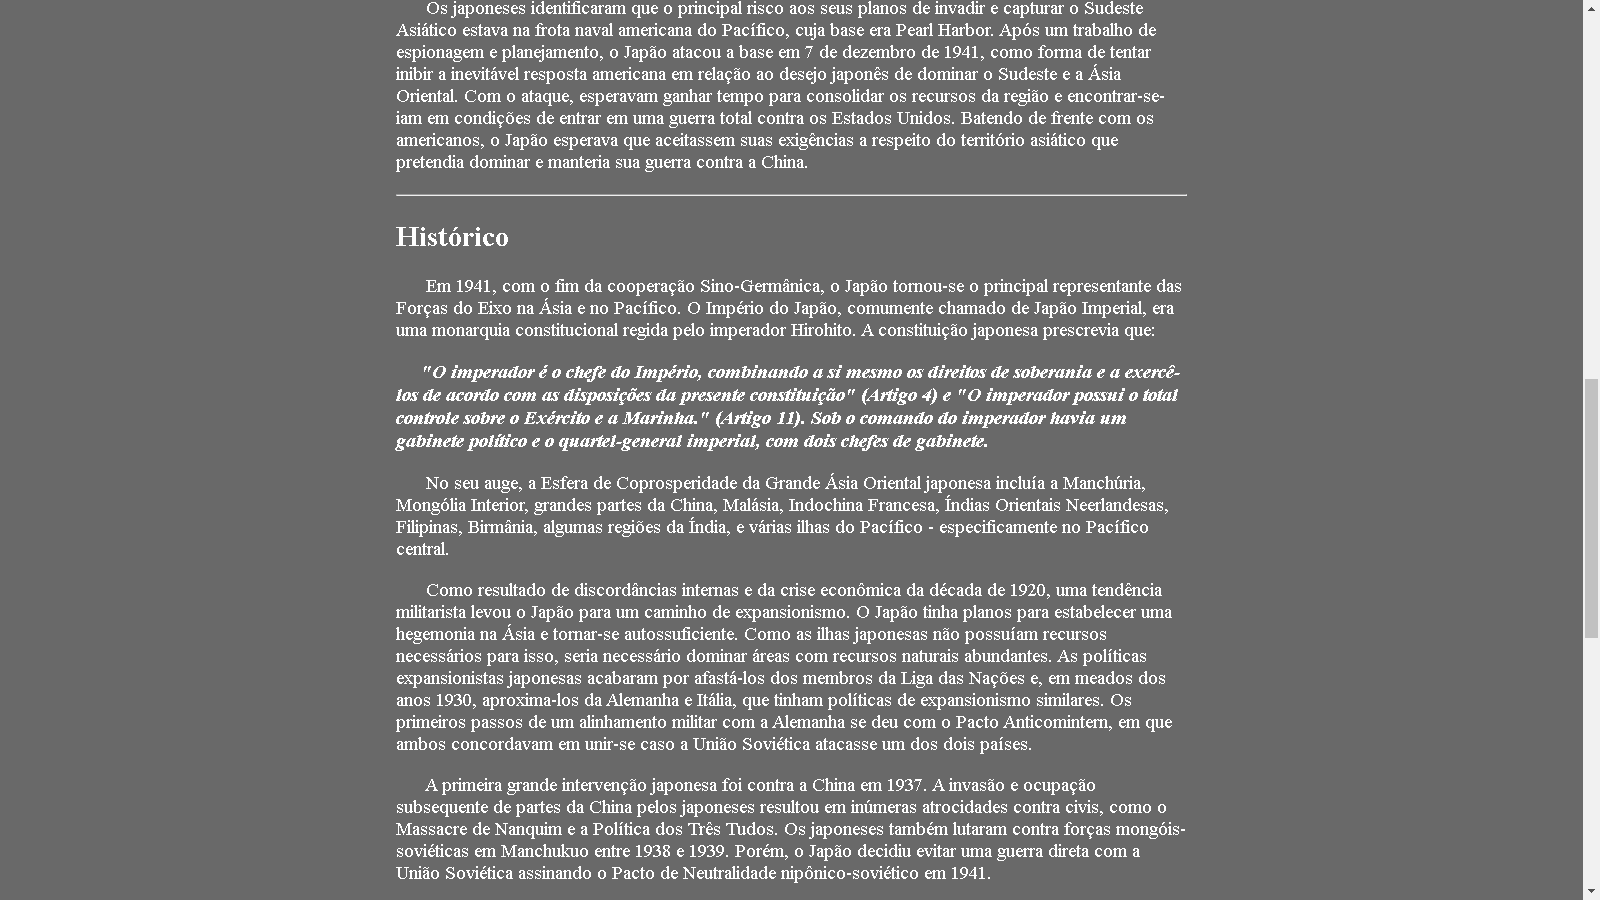 Os japoneses identificaram que o principal risco aos seus planos de invadir e capturar o Sudeste
Asiático estava na frota naval americana do Pacífico, cuja base era Pearl Harbor. Após um trabalho de
espionagem e planejamento, o Japão atacou a base em 7 de dezembro de 1941, como forma de tentar
inibir a inevitável resposta americana em relação ao desejo japonês de dominar o Sudeste e a Ásia
Oriental. Com o ataque, esperavam ganhar tempo para consolidar os recursos da região e encontrar-se-
iam em condições de entrar em uma guerra total contra os Estados Unidos. Batendo de frente com os
americanos, o Japão esperava que aceitassem suas exigências a respeito do território asiático que
pretendia dominar e manteria sua guerra contra a China.
Histórico
Em 1941, com o fim da cooperação Sino-Germânica, o Japão tornou-se o principal representante das
Forças do Eixo na Ásia e no Pacífico. O Império do Japão, comumente chamado de Japão Imperial, era
uma monarquia constitucional regida pelo imperador Hirohito. A constituição japonesa prescrevia que:
"O imperador é o chefe do Império, combinando a si mesmo os direitos de soberania e a exercê-
los de acordo com as disposições da presente constituição" (Artigo 4) e "O imperador possui o total
controle sobre o Exército e a Marinha." (Artigo 11). Sob o comando do imperador havia um
gabinete político e o quartel-general imperial, com dois chefes de gabinete.
No seu auge, a Esfera de Coprosperidade da Grande Ásia Oriental japonesa incluía a Manchúria,
Mongólia Interior, grandes partes da China, Malásia, Indochina Francesa, Índias Orientais Neerlandesas,
Filipinas, Birmânia, algumas regiões da Índia, e várias ilhas do Pacífico - especificamente no Pacífico
central.
Como resultado de discordâncias internas e da crise econômica da década de 1920, uma tendência
militarista levou o Japão para um caminho de expansionismo. O Japão tinha planos para estabelecer uma
hegemonia na Ásia e tornar-se autossuficiente. Como as ilhas japonesas não possuíam recursos
necessários para isso, seria necessário dominar áreas com recursos naturais abundantes. As políticas
expansionistas japonesas acabaram por afastá-los dos membros da Liga das Nações e, em meados dos
anos 1930, aproxima-los da Alemanha e Itália, que tinham políticas de expansionismo similares. Os
primeiros passos de um alinhamento militar com a Alemanha se deu com o Pacto Anticomintern, em que
ambos concordavam em unir-se caso a União Soviética atacasse um dos dois países.
A primeira grande intervenção japonesa foi contra a China em 1937. A invasão e ocupação
subsequente de partes da China pelos japoneses resultou em inúmeras atrocidades contra civis, como o
Massacre de Nanquim e a Política dos Três Tudos. Os japoneses também lutaram contra forças mongóis-
soviéticas em Manchukuo entre 1938 e 1939. Porém, o Japão decidiu evitar uma guerra direta com a
União Soviética assinando o Pacto de Neutralidade nipônico-soviético em 1941.